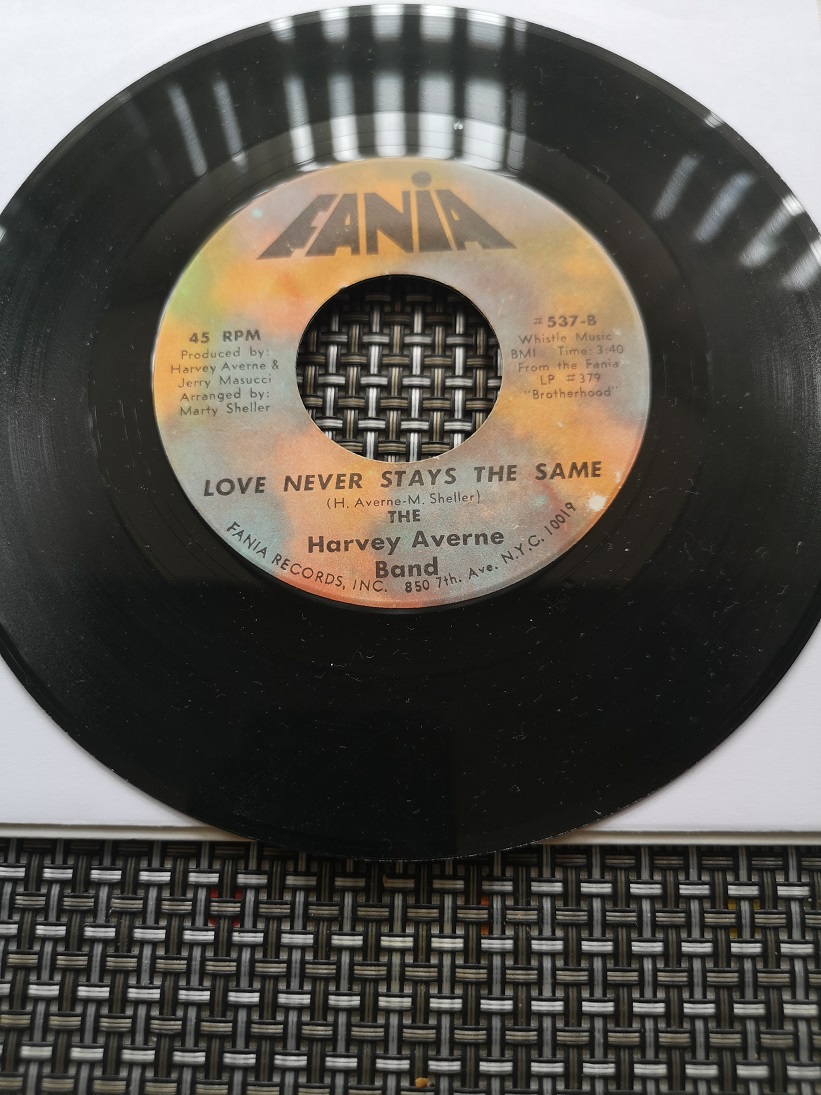 FANiA
45 RPM
Produced by:
Harvey Averne &
Jerry Masucci
Arranged by:
Marty Sheller
#537-B
Whistle Music
BMI Time: 3:40
From the Fania
LP #379
"Brotherhood"
LOVE NEVER STAYS THE SAME
(H. Averne-M. Sheller)
THE
Harvey Averne
Band
FANIA RECORDS, INC. 850 7th. Ave. N.Y.C. 10019